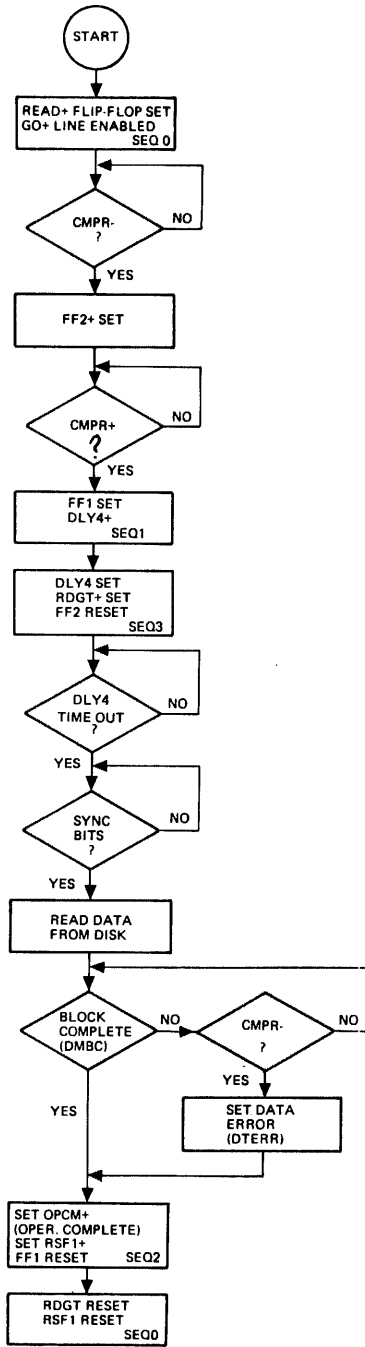 START
READ+ FLIP-FLOP SET
GO+ LINE ENABLED
SEQ 0
CMPR-
?
NO
YES
FF2+ SET
CMPR+
?
NO
YES
FF1 SET
DLY4+
SEQ1
DLY4 SET
RDGT+ SET
FF2 RESET
SEQ3
DLY4
TIME OUT
?
NO
YES
SYNC
BITS
?
NO
YES
READ DATA
FROM DISK
BLOCK
COMPLETE
(DMBC)
NO
CMPR-
?
NO
YES
YES
SET DATA
ERROR
(DTERR)
SET OPCM+
(OPER. COMPLETE)
SET RSF1+
FF1 RESET
SEQ2
RDGT RESET
RSF1 RESET
SEQ0